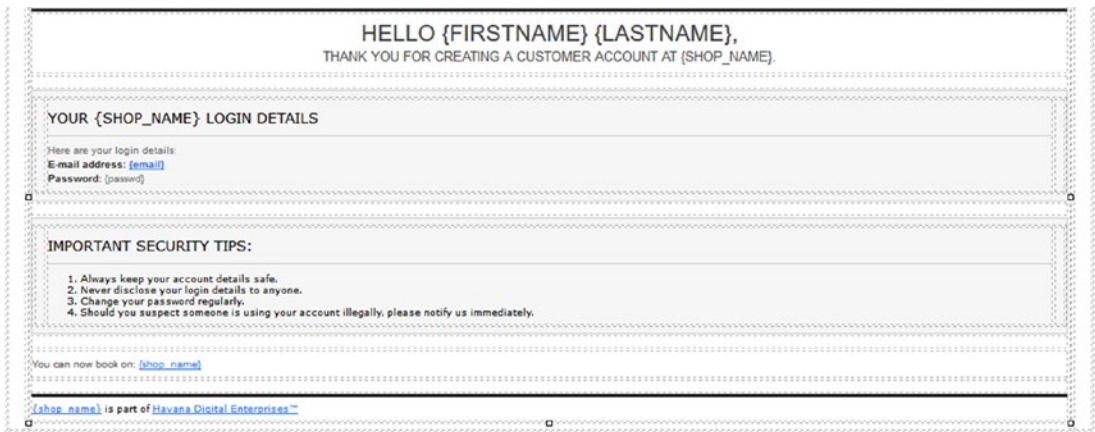 HELLO {FIRSTNAME} {LASTNAME},
THANK YOU FOR CREATING A CUSTOMER ACCOUNT AT {SHOP_NAME}.
YOUR {SHOP_NAME} LOGIN DETAILS
Here are your login details:
E-mail address: {email}
Password: {passwd}
IMPORTANT SECURITY TIPS:
1. Always keep your account details safe.
2. Never disclose your login details to anyone.
3. Change your password regularly.
4. Should you suspect someone is using your account illegally, please notify us immediately.
You can now book on: {shop_name}
{shop_name} is part of Havana Digital Enterprises™